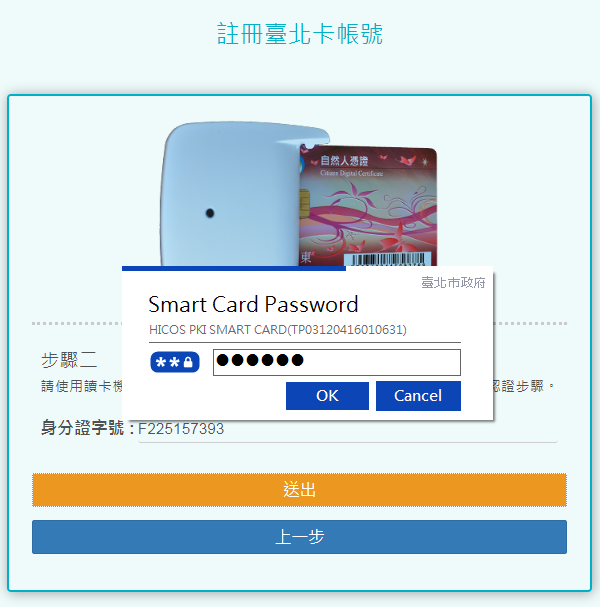 註冊臺北卡帳號
自然人憑證
Citizen Digital Certificate
東
臺北市政府
Smart Card Password
HICOS PKI SMART CARD(TP03120416010631)
●●●●●●
OK Cancel
步驟二
請使用讀卡機 認證步驟。
身分證字號 : F225157393
送出
上一步